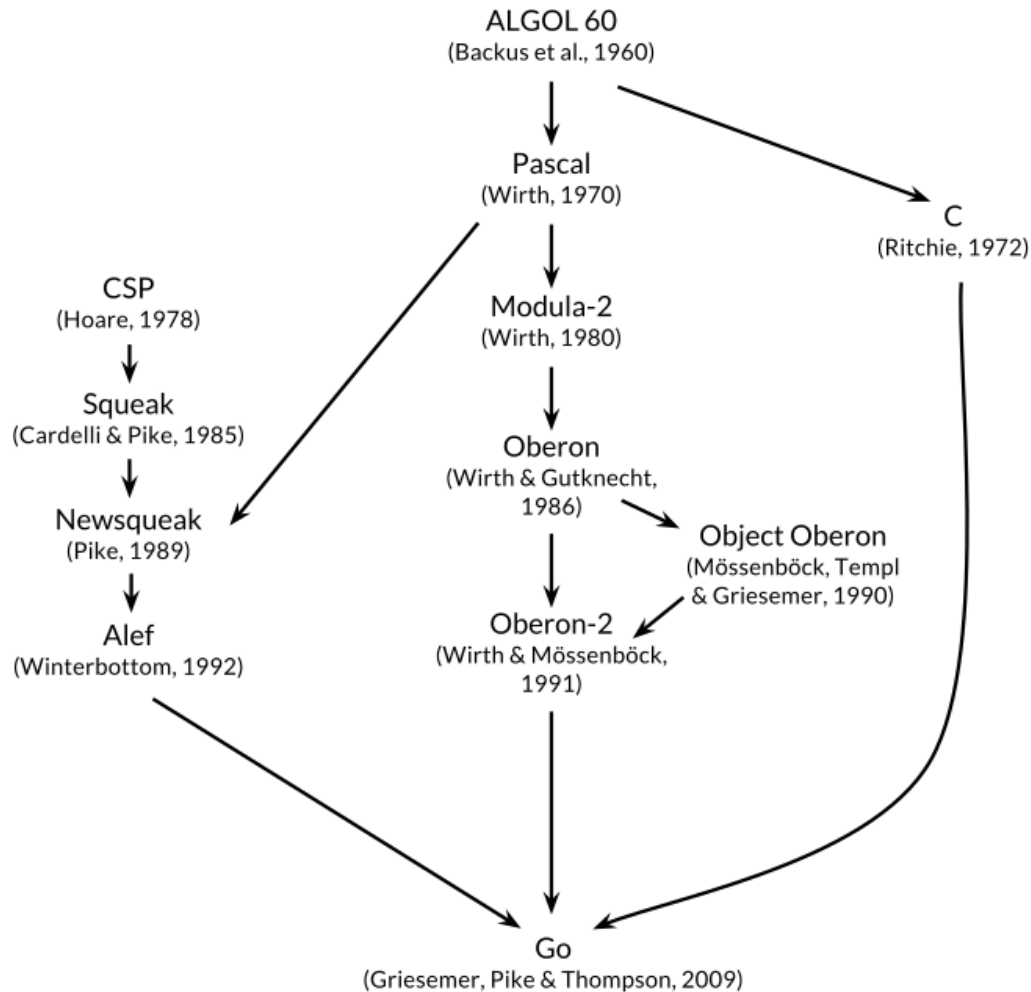 ALGOL 60
(Backus et al., 1960)
Pascal
(Wirth, 1970)
C
(Ritchie, 1972)
CSP
(Hoare, 1978)
Modula-2
(Wirth, 1980)
Squeak
(Cardelli & Pike, 1985)
Oberon
(Wirth & Gutknecht,
1986)
Newsqueak
(Pike, 1989)
Object Oberon
(Mössenböck, Templ
& Griesemer, 1990)
Oberon-2
(Wirth & Mössenböck,
1991)
Alef
(Winterbottom, 1992)
Go
(Griesemer, Pike & Thompson, 2009)